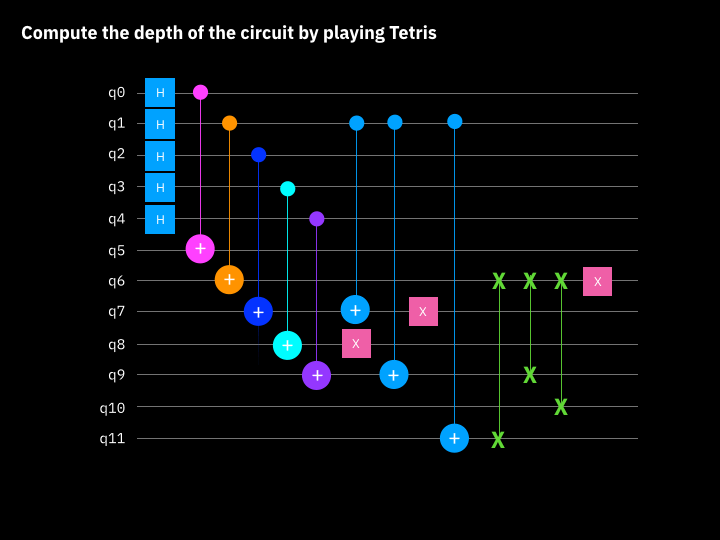 Compute the depth of the circuit by playing Tetris
q0 H
q1 H
q2 H
q3 H
q4 H
q5 +
q6 + X X X X
q7 + + X
q8 + X
q9 + + X
q10 X
q11 + X